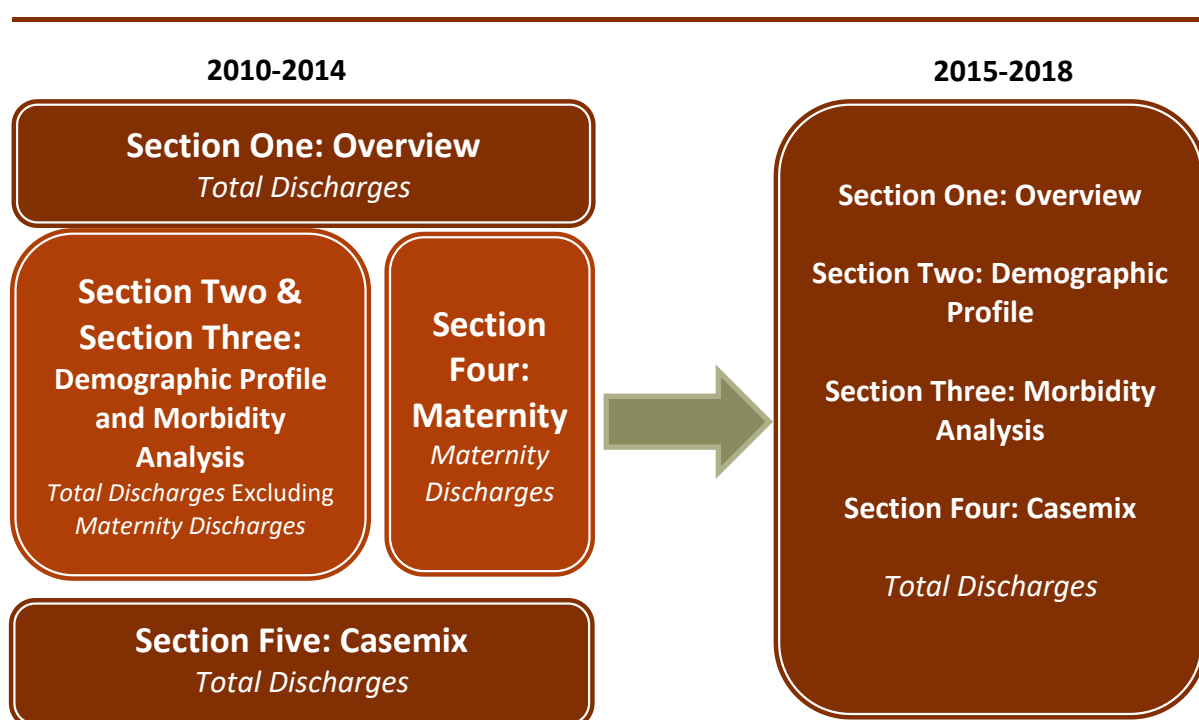 2010-2014
Section One: Overview
Total Discharges
Section Two &
Section Three:
Demographic Profile
and Morbidity
Analysis
Total Discharges Excluding
Maternity Discharges
Section
Four:
Maternity
Maternity
Discharges
Section Five: Casemix
Total Discharges
2015-2018
Section One: Overview
Section Two: Demographic
Profile
Section Three: Morbidity
Analysis
Section Four: Casemix
Total Discharges